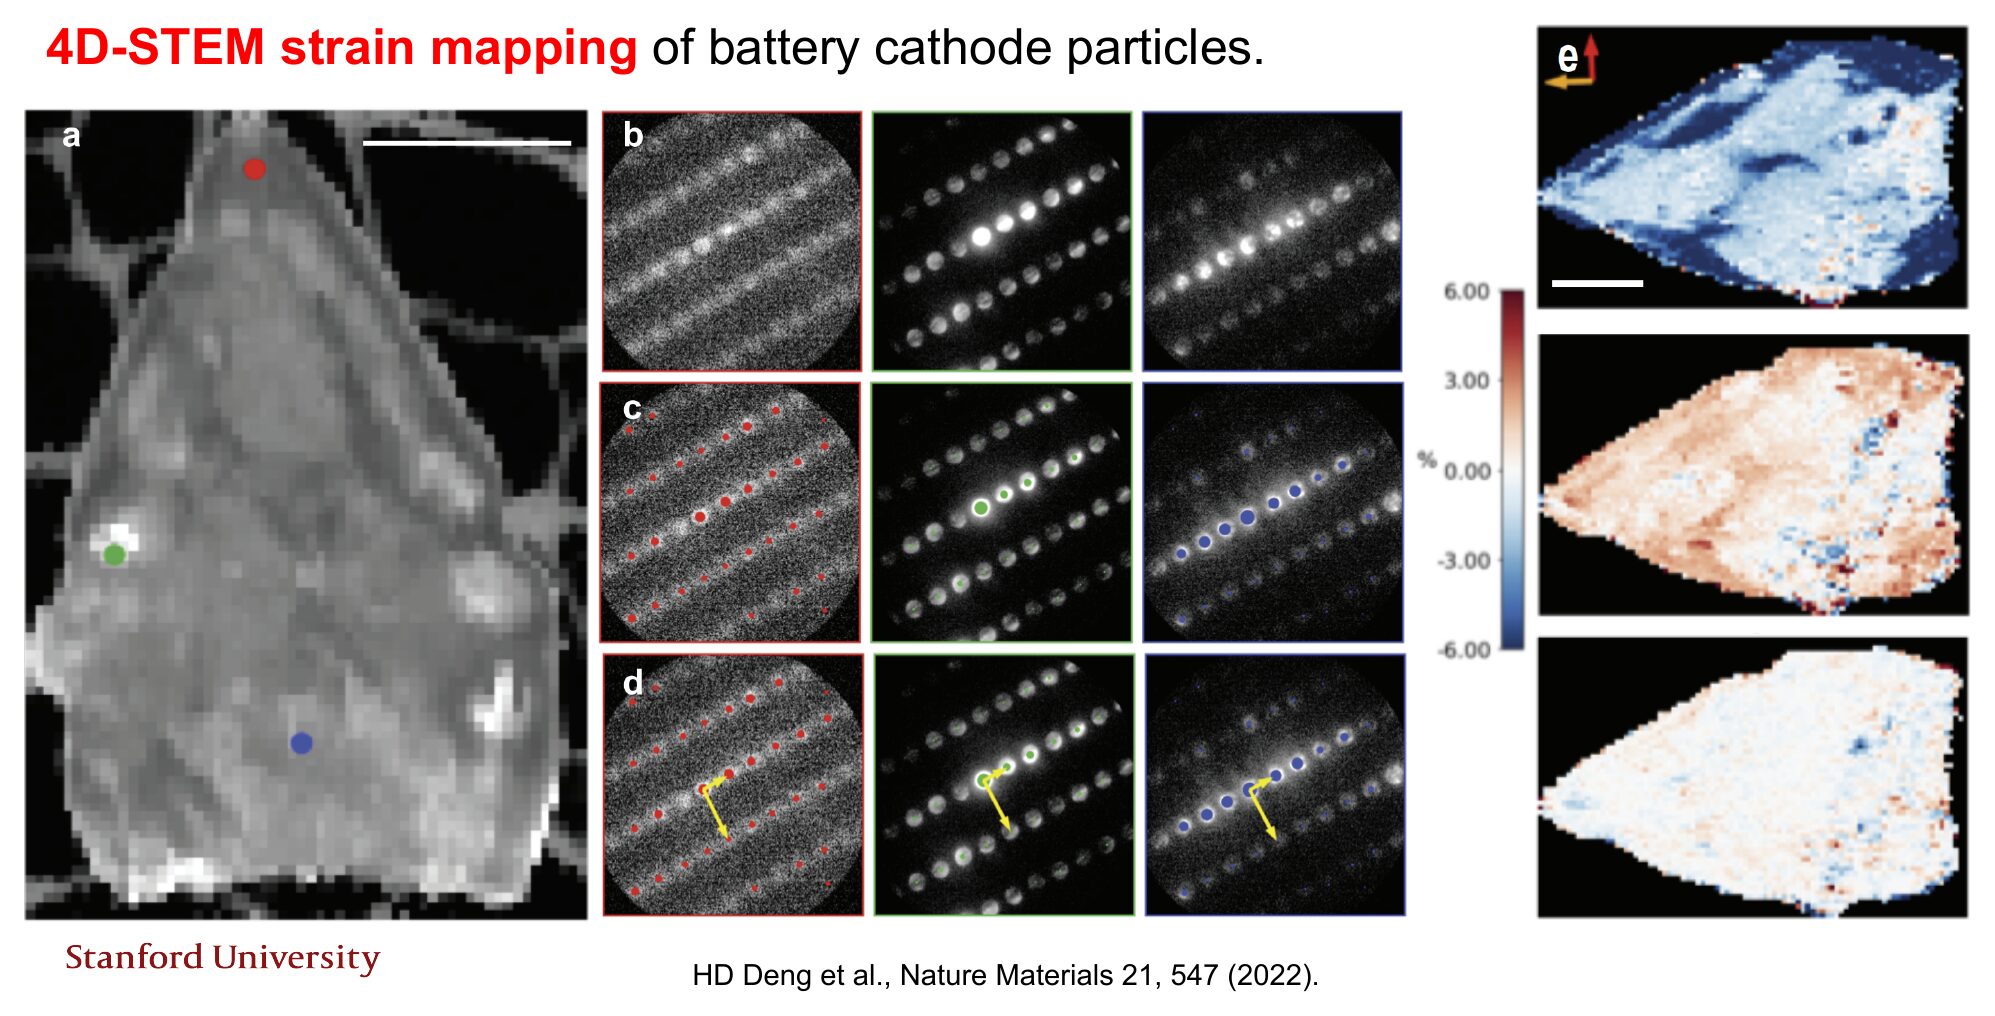 4D-STEM strain mapping of battery cathode particles.
a
b
c
d
e
6.00
3.00
%
0.00
-3.00
-6.00
Stanford University
HD Deng et al., Nature Materials 21, 547 (2022).